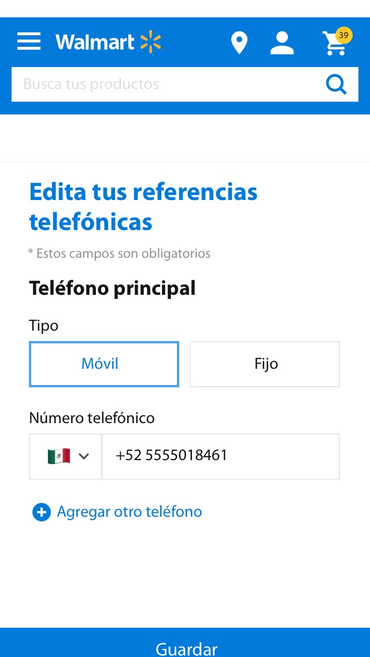 Walmart
39
Busca tus productos
Edita tus referencias
telefónicas
* Estos campos son obligatorios
Teléfono principal
Tipo
Móvil
Fijo
Número telefónico
+52 5555018461
Agregar otro teléfono
Guardar